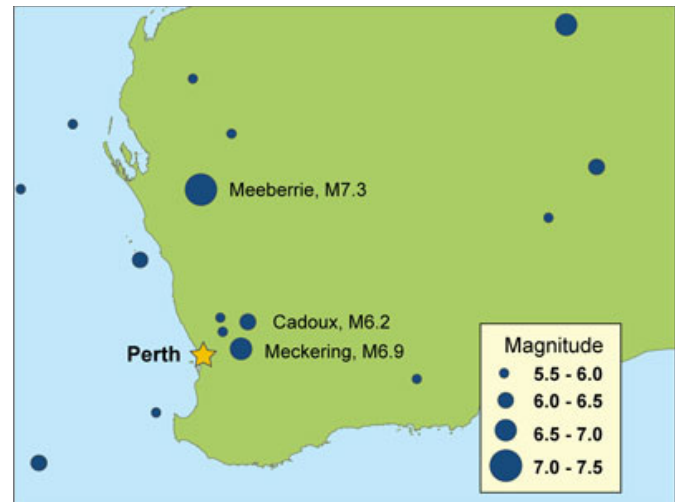 Meeberrie, M7.3
Cadoux, M6.2
Perth
Meckering, M6.9
Magnitude
5.5 - 6.0
6.0 - 6.5
6.5 - 7.0
7.0 - 7.5